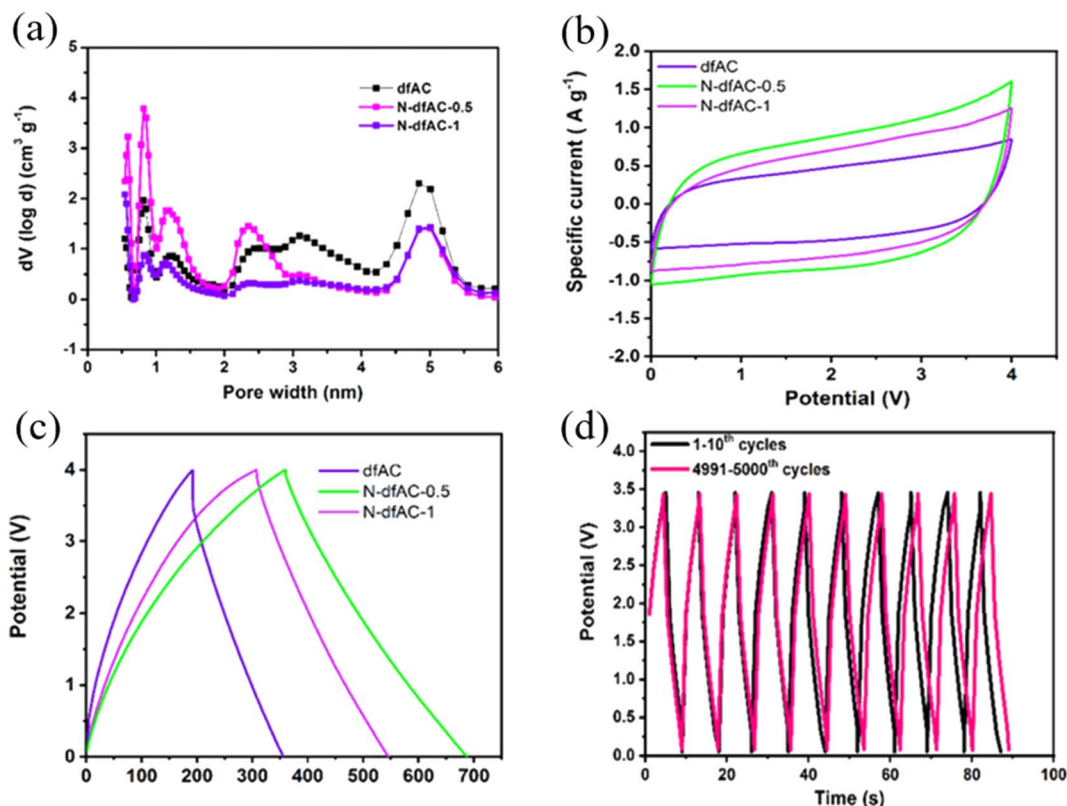 (a)
dV (log d) (cm³ g⁻¹)
5
4
3
2
1
0
-1
dfAC
N-dfAC-0.5
N-dfAC-1
0 1 2 3 4 5 6
Pore width (nm)
(b)
Specific current ( A g⁻¹)
2.0
1.5
1.0
0.5
0.0
-0.5
-1.0
-1.5
-2.0
dfAC
N-dfAC-0.5
N-dfAC-1
0 1 2 3 4
Potential (V)
(c)
Potential (V)
4
3
2
1
0
dfAC
N-dfAC-0.5
N-dfAC-1
0 100 200 300 400 500 600 700
(d)
Potential (V)
4.0
3.5
3.0
2.5
2.0
1.5
1.0
0.5
0.0
1-10th cycles
4991-5000th cycles
0 20 40 60 80 100
Time (s)